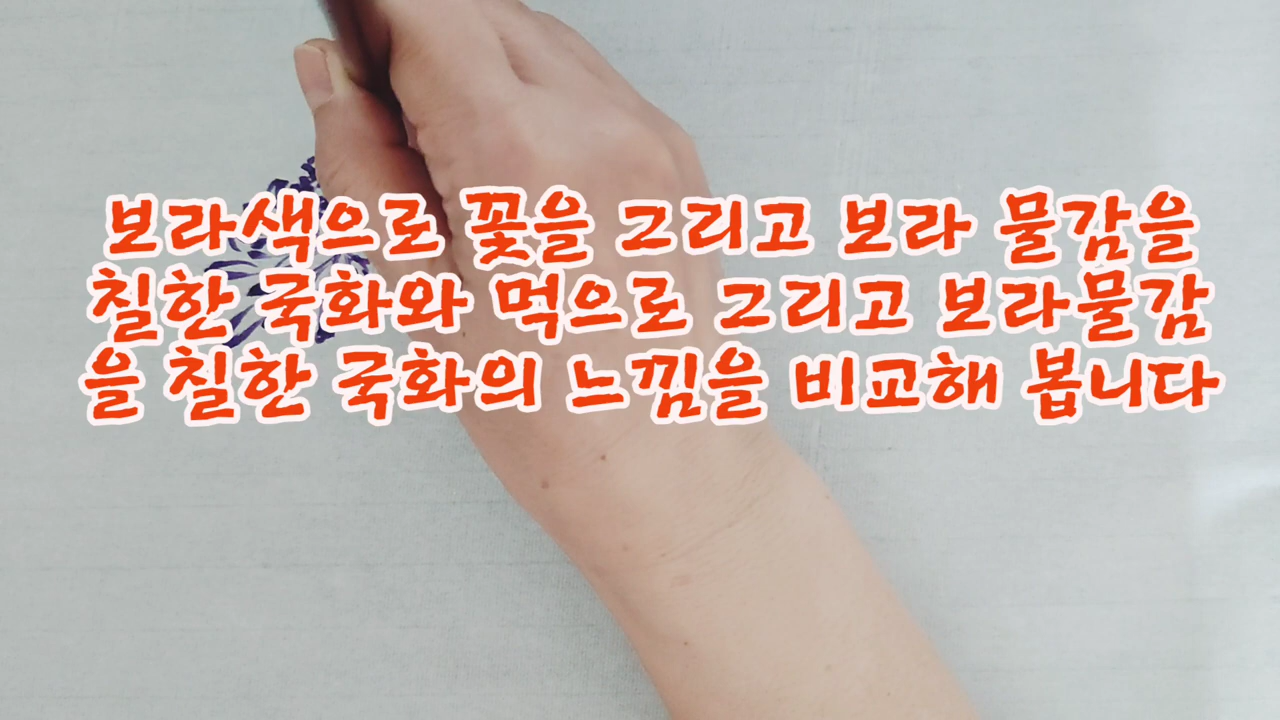 보라색으로 꽃을 그리고 보라 물감을
칠한 국화와 먹으로 그리고 보라물감
을 칠한 국화의 느낌을 비교해 봅니다